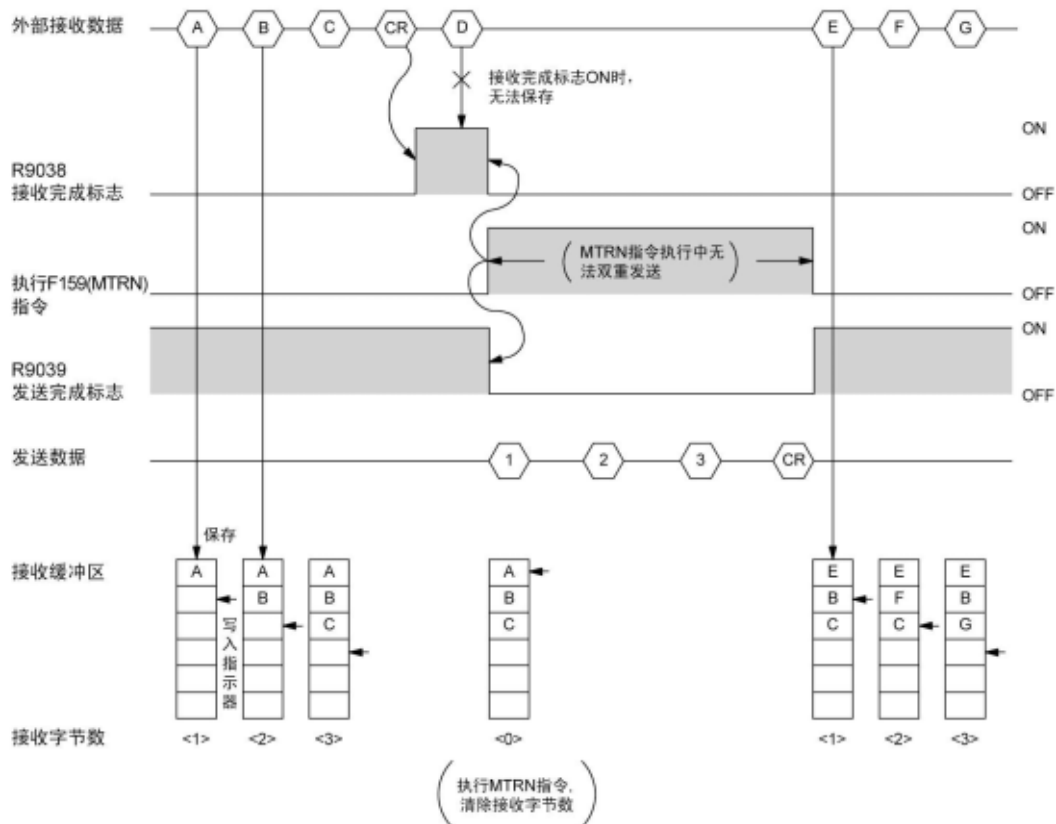 外部接收数据 A B C CR D E F G
接收完成标志ON时，
无法保存
ON
R9038
接收完成标志
OFF
ON
MTRN指令执行中无
法双重发送
执行F159(MTRN)
指令
OFF
ON
R9039
发送完成标志
OFF
发送数据 1 2 3 CR
保存
接收缓冲区 A A A A E E E
B B B B F B
C C C C G
写入指示器
接收字节数 <1> <2> <3> <0> <1> <2> <3>
执行MTRN指令，
清除接收字节数